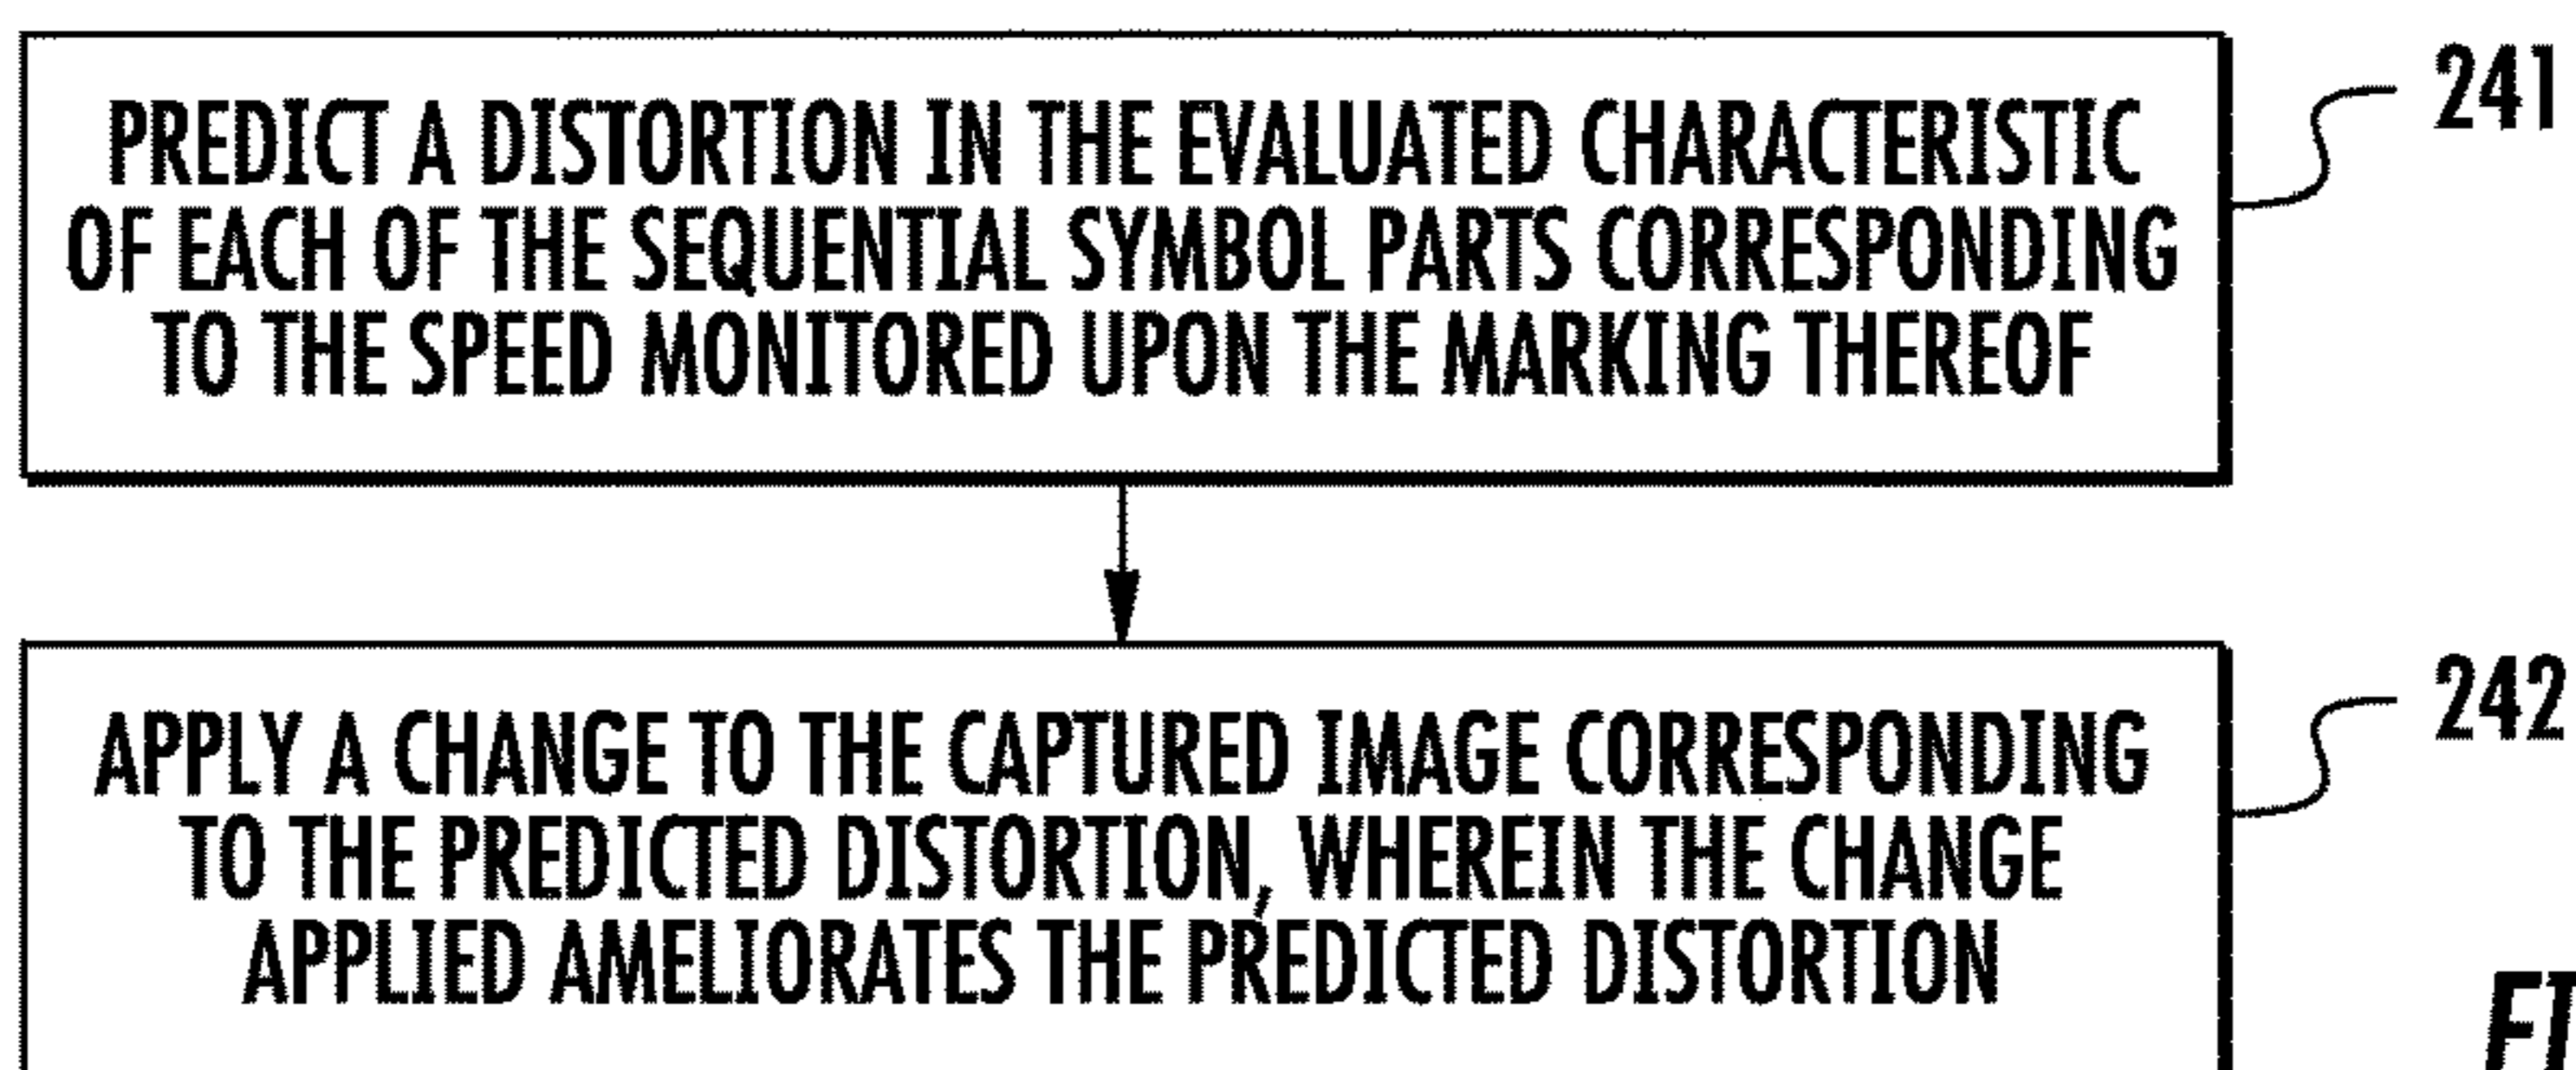 PREDICT A DISTORTION IN THE EVALUATED CHARACTERISTIC
OF EACH OF THE SEQUENTIAL SYMBOL PARTS CORRESPONDING
TO THE SPEED MONITORED UPON THE MARKING THEREOF
241
APPLY A CHANGE TO THE CAPTURED IMAGE CORRESPONDING
TO THE PREDICTED DISTORTION, WHEREIN THE CHANGE
APPLIED AMELIORATES THE PREDICTED DISTORTION
242